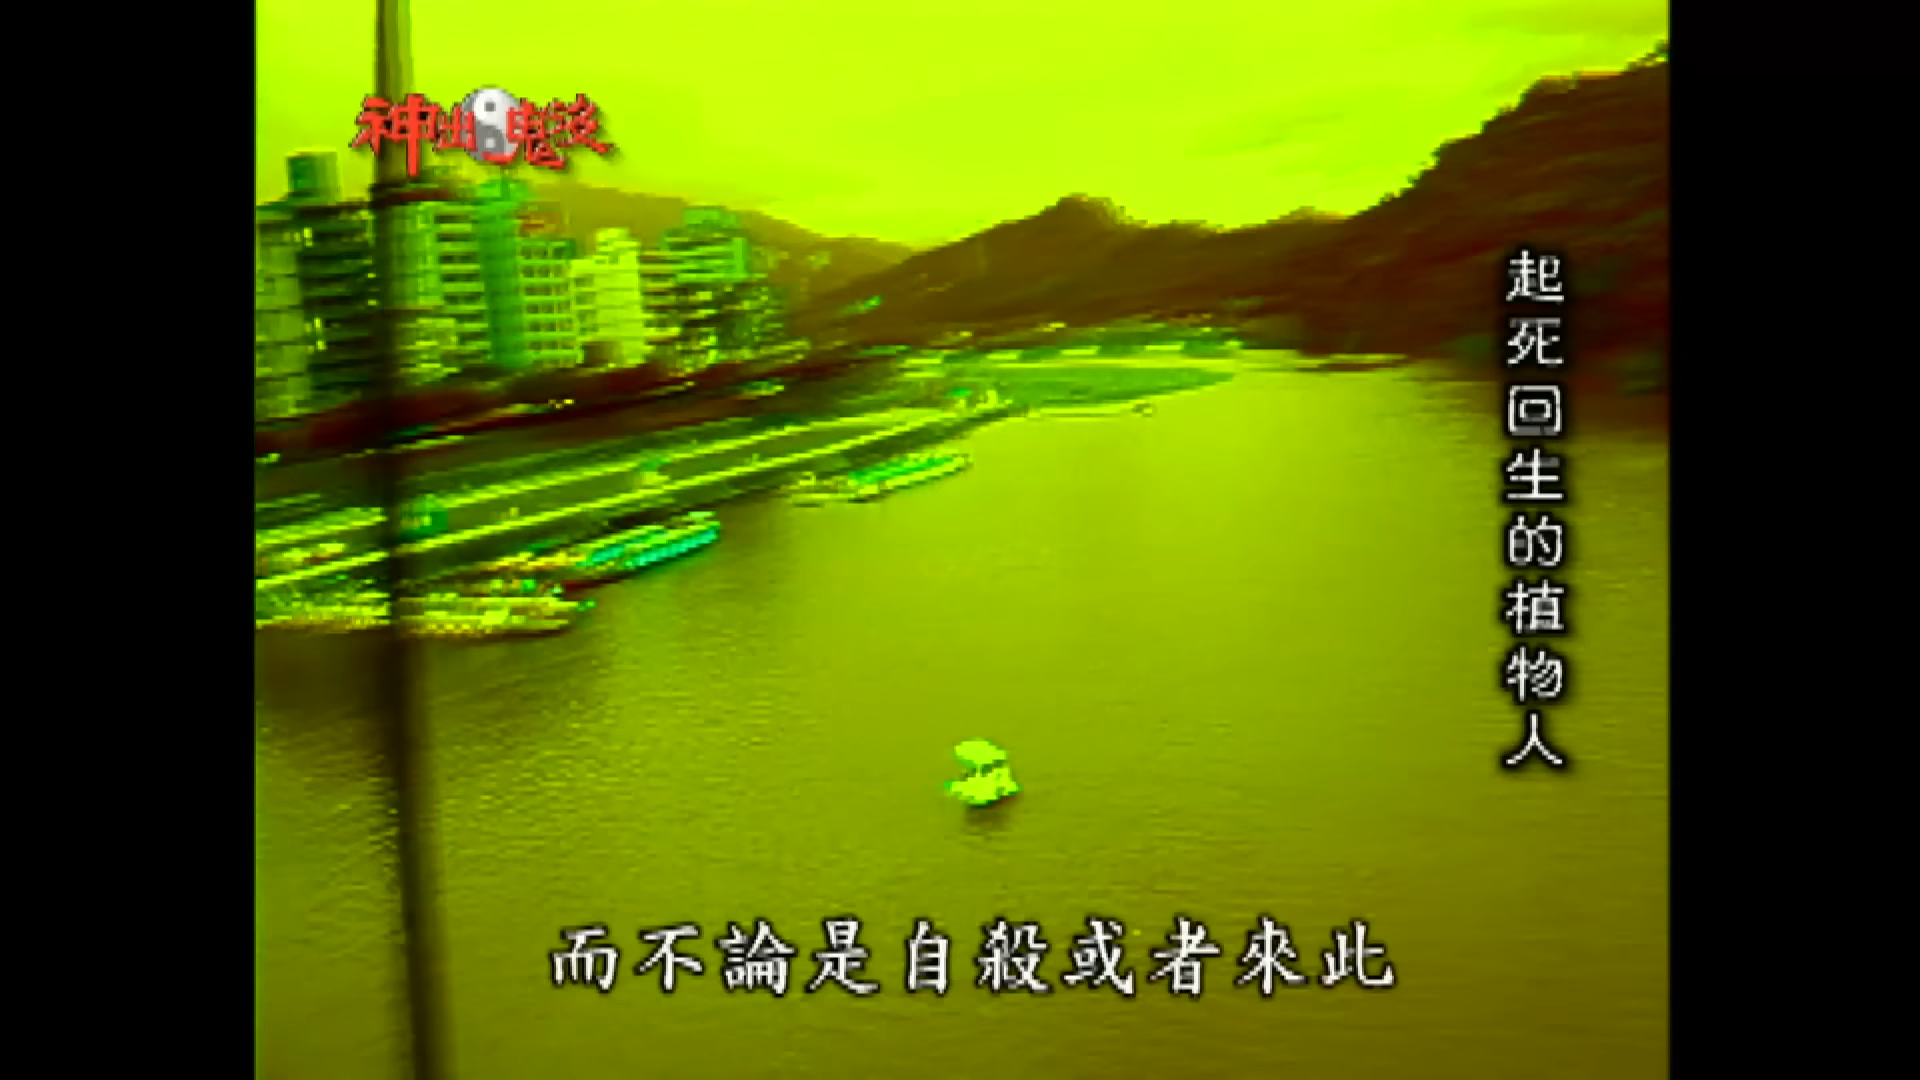 神出鬼沒
起死回生的植物人
而不論是自殺或者來此